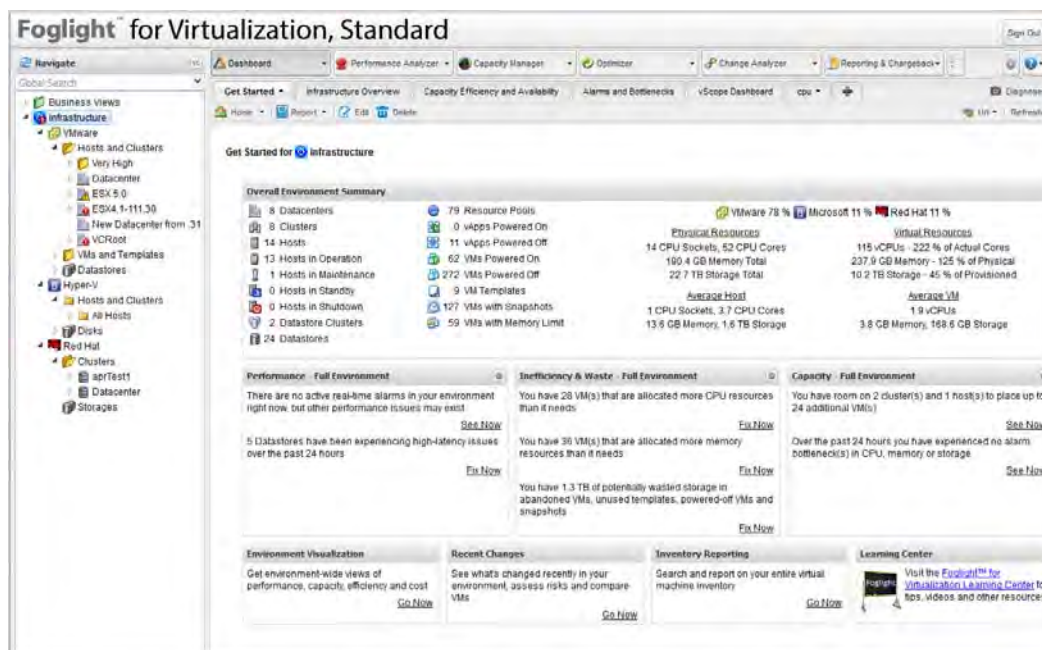 Foglight™ for Virtualization, Standard
Sign Out
Navigate
Dashboard
Performance Analyzer
Capacity Manager
Optimizer
Change Analyzer
Reporting & Chargeback
Global Search
Get Started
Infrastructure Overview
Capacity Efficiency and Availability
Alarms and Bottlenecks
vScope Dashboard
cpu
Home
Report
Edit
Delete
Business Views
Infrastructure
VMware
Hosts and Clusters
Very High
Datacenter
ESX 5.0
ESX4.1-111.30
New Datacenter from .31
VCRoot
VMs and Templates
Datastores
Hyper-V
Hosts and Clusters
All Hosts
Disks
Red Hat
Clusters
aprTest1
Datacenter
Storages
Get Started for Infrastructure
Overall Environment Summary
8 Datacenters
8 Clusters
14 Hosts
13 Hosts in Operation
1 Hosts in Maintenance
0 Hosts in Standby
0 Hosts in Shutdown
2 Datastore Clusters
24 Datastores
79 Resource Pools
0 vApps Powered On
11 vApps Powered Off
62 VMs Powered On
272 VMs Powered Off
9 VM Templates
127 VMs with Snapshots
59 VMs with Memory Limit
VMware 78 % Microsoft 11 % Red Hat 11 %
Physical Resources
14 CPU Sockets, 52 CPU Cores
190.4 GB Memory Total
22.7 TB Storage Total
Average Host
1 CPU Sockets, 3.7 CPU Cores
13.6 GB Memory, 1.6 TB Storage
Virtual Resources
115 vCPUs - 222 % of Actual Cores
237.9 GB Memory - 125 % of Physical
10.2 TB Storage - 45 % of Provisioned
Average VM
1.9 vCPUs
3.8 GB Memory, 168.6 GB Storage
Performance - Full Environment
There are no active real-time alarms in your environment
right now, but other performance issues may exist
See Now
5 Datastores have been experiencing high-latency issues
over the past 24 hours
Fix Now
Inefficiency & Waste - Full Environment
You have 28 VM(s) that are allocated more CPU resources
than it needs
Fix Now
You have 36 VM(s) that are allocated more memory
resources than it needs
Fix Now
You have 1.3 TB of potentially wasted storage in
abandoned VMs, unused templates, powered-off VMs and
snapshots
Fix Now
Capacity - Full Environment
You have room on 2 cluster(s) and 1 host(s) to place up to
24 additional VM(s)
See Now
Over the past 24 hours you have experienced no alarm
bottleneck(s) in CPU, memory or storage
See Now
Environment Visualization
Get environment-wide views of
performance, capacity, efficiency and cost
Go Now
Recent Changes
See what's changed recently in your
environment, assess risks and compare
VMs
Go Now
Inventory Reporting
Search and report on your entire virtual
machine inventory
Go Now
Learning Center
Foglight
Visit the Foglight™ for
Virtualization Learning Center
tips, videos and other resources